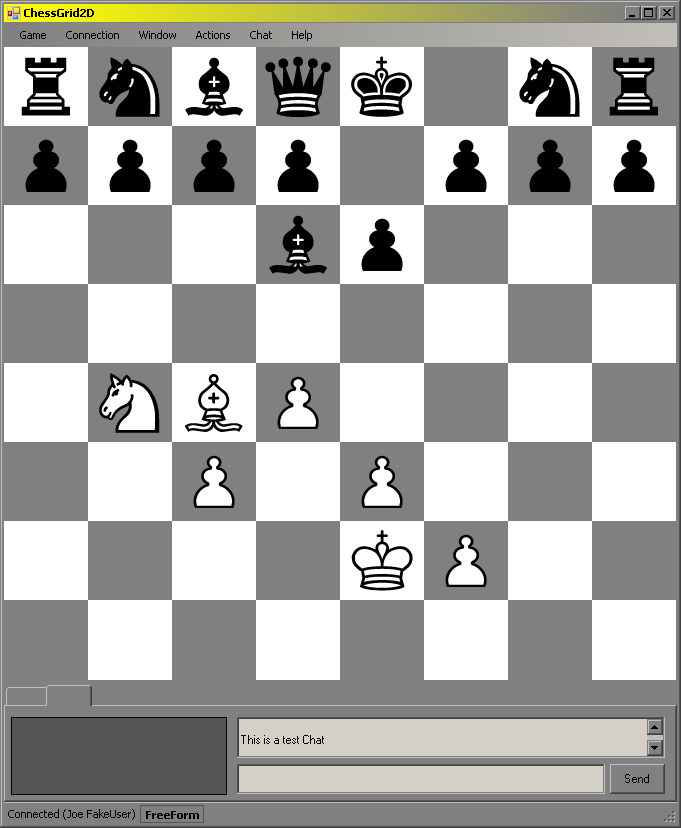 ChessGrid2D
Game Connection Window Actions Chat Help
This is a test Chat
Send
Connected (Joe FakeUser) FreeForm